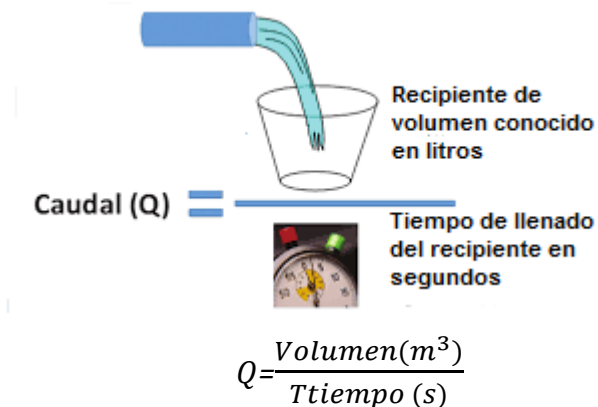 Recipiente de
volumen conocido
en litros
Caudal (Q) =
Tiempo de llenado
del recipiente en
segundos
Q=Volumen(m³)
Ttiempo (s)